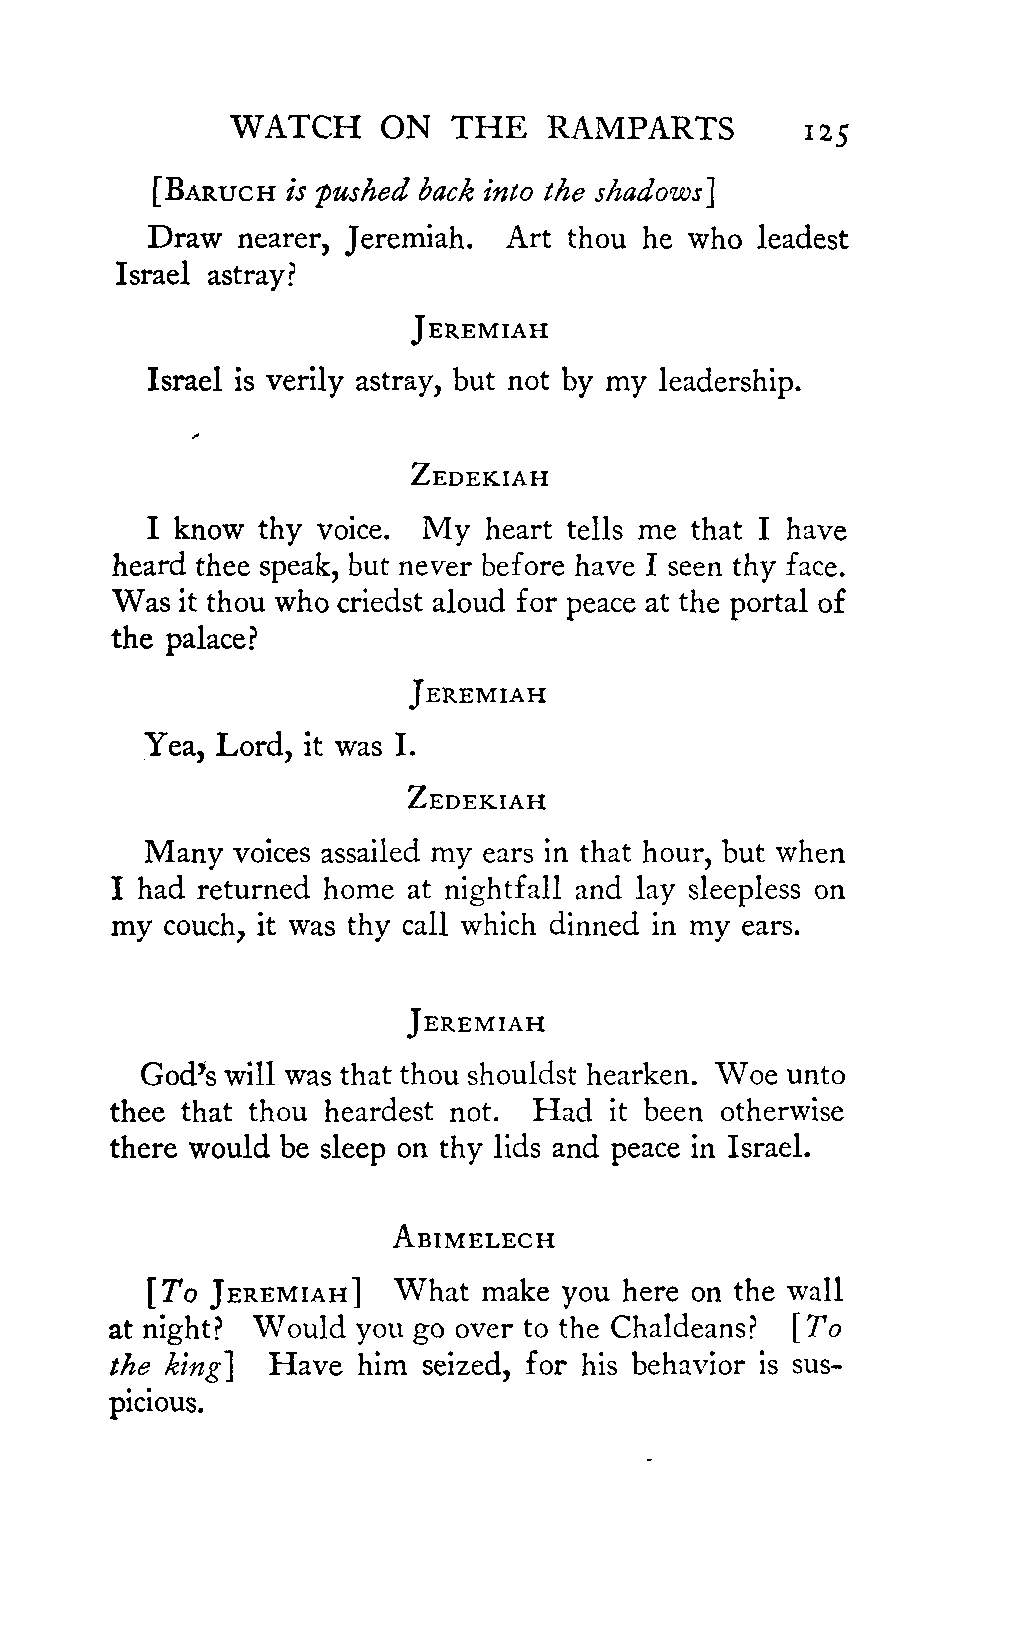 WATCH ON THE RAMPARTS 125
[BARUCH is pushed back into the shadows]
Draw nearer, Jeremiah. Art thou he who leadest
Israel astray?
JEREMIAH
Israel is verily astray, but not by my leadership.
ZEDEKIAH
I know thy voice. My heart tells me that I have
heard thee speak, but never before have I seen thy face.
Was it thou who criedst aloud for peace at the portal of
the palace?
JEREMIAH
Yea, Lord, it was I.
ZEDEKIAH
Many voices assailed my ears in that hour, but when
I had returned home at nightfall and lay sleepless on
my couch, it was thy call which dinned in my ears.
JEREMIAH
God's will was that thou shouldst hearken. Woe unto
thee that thou heardest not. Had it been otherwise
there would be sleep on thy lids and peace in Israel.
ABIMELECH
[To JEREMIAH] What make you here on the wall
at night? Would you go over to the Chaldeans? [To
the king] Have him seized, for his behavior is sus-
picious.